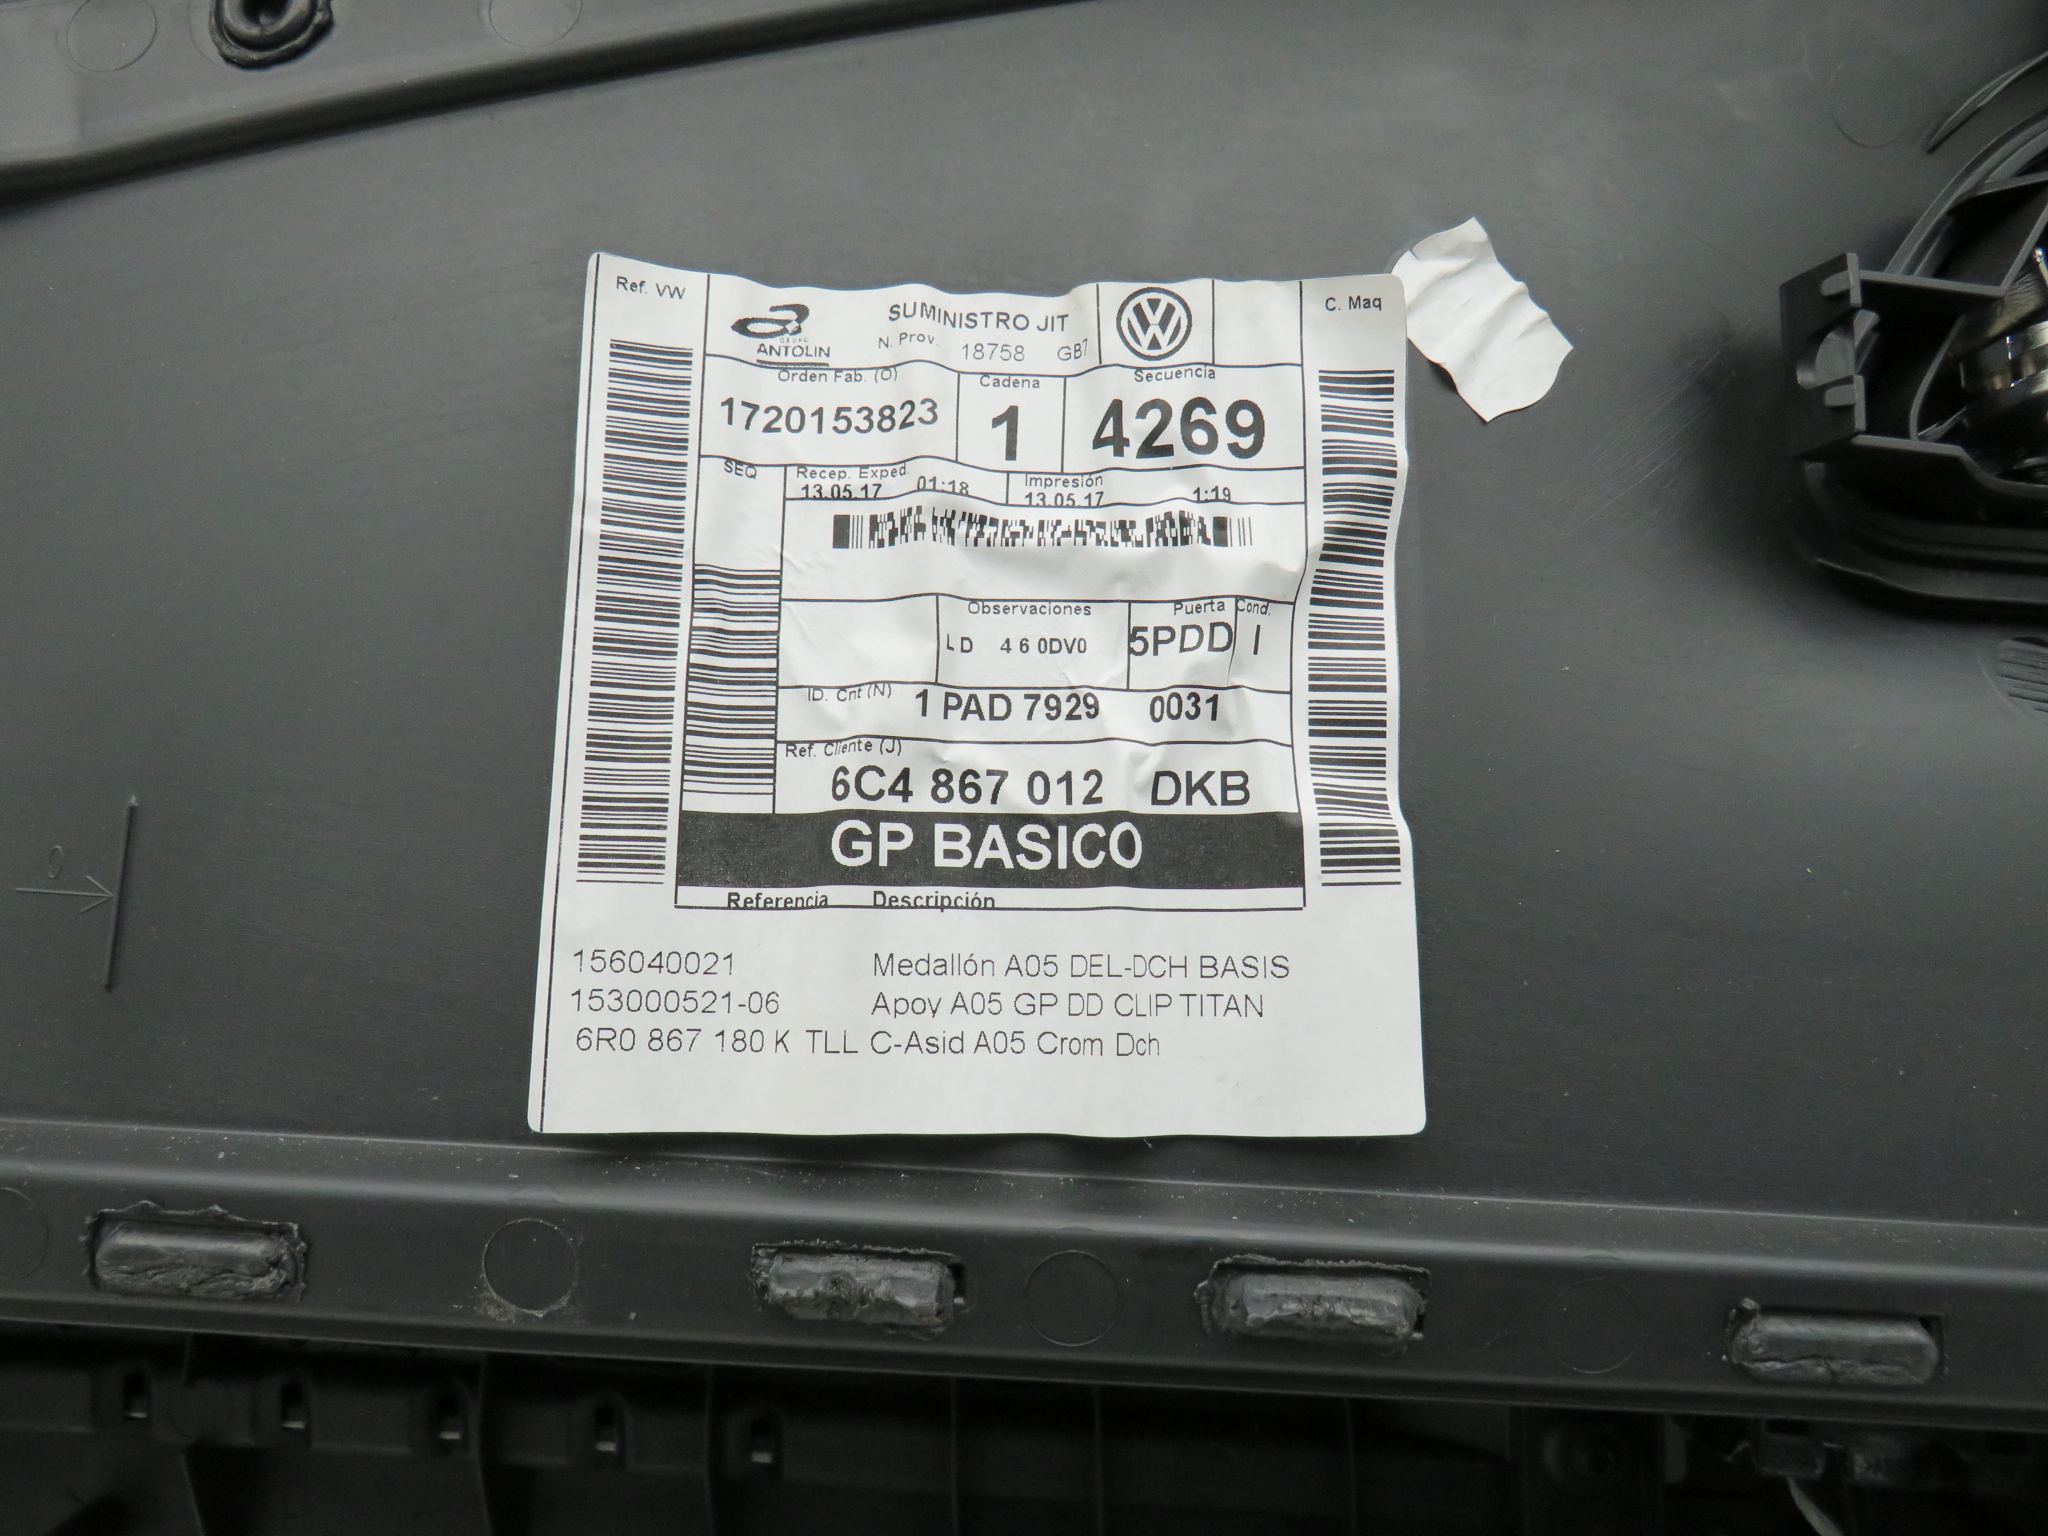 Ref. VW
GRUPO
ANTOLIN
SUMINISTRO JIT
N. Prov. 18758 GB7
C. Maq
Orden Fab. (O) Cadena Secuencia
1720153823 1 4269
SEQ Recep. Exped. Impresión
13.05.17 01:18 13.05.17 1:19
Observaciones Puerta Cond.
LD 4 6 0DV0 5PDD I
ID. Cnt (N) 1 PAD 7929 0031
Ref. Cliente (J)
6C4 867 012 DKB
GP BASICO
Referencia Descripción
156040021 Medallón A05 DEL-DCH BASIS
153000521-06 Apoy A05 GP DD CLIP TITAN
6R0 867 180 K TLL C-Asid A05 Crom Dch
0